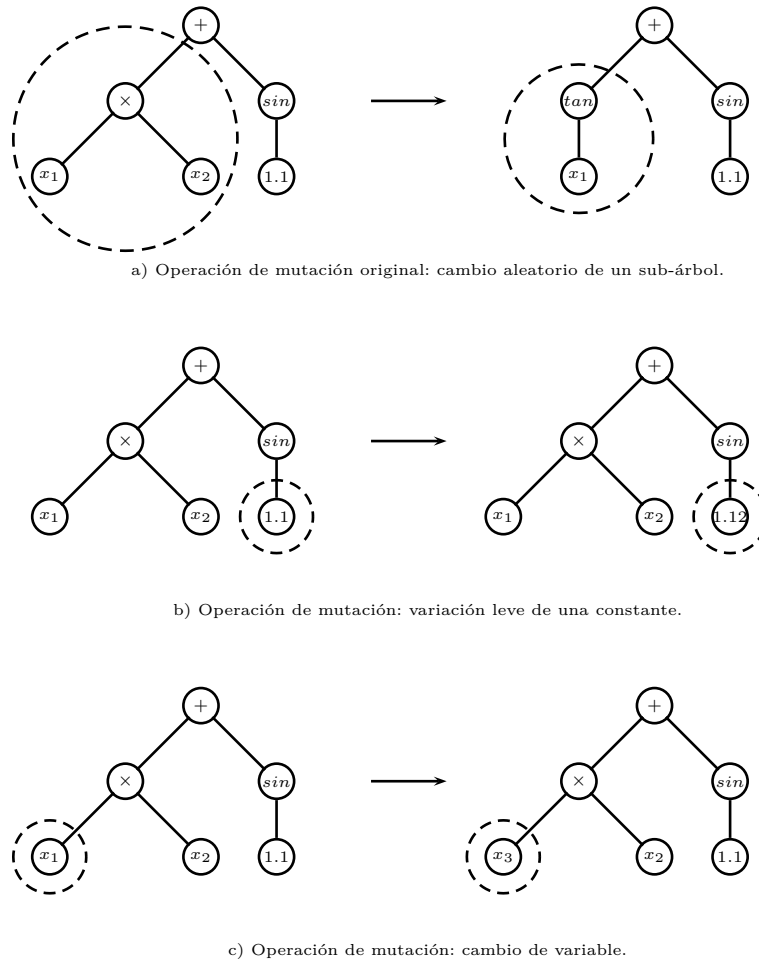 + +
× sin tan sin
x1 x2 1.1 x1 1.1
a) Operación de mutación original: cambio aleatorio de un sub-árbol.
+ +
× sin × sin
x1 x2 1.1 x1 x2 1.12
b) Operación de mutación: variación leve de una constante.
+ +
× sin × sin
x1 x2 1.1 x3 x2 1.1
c) Operación de mutación: cambio de variable.